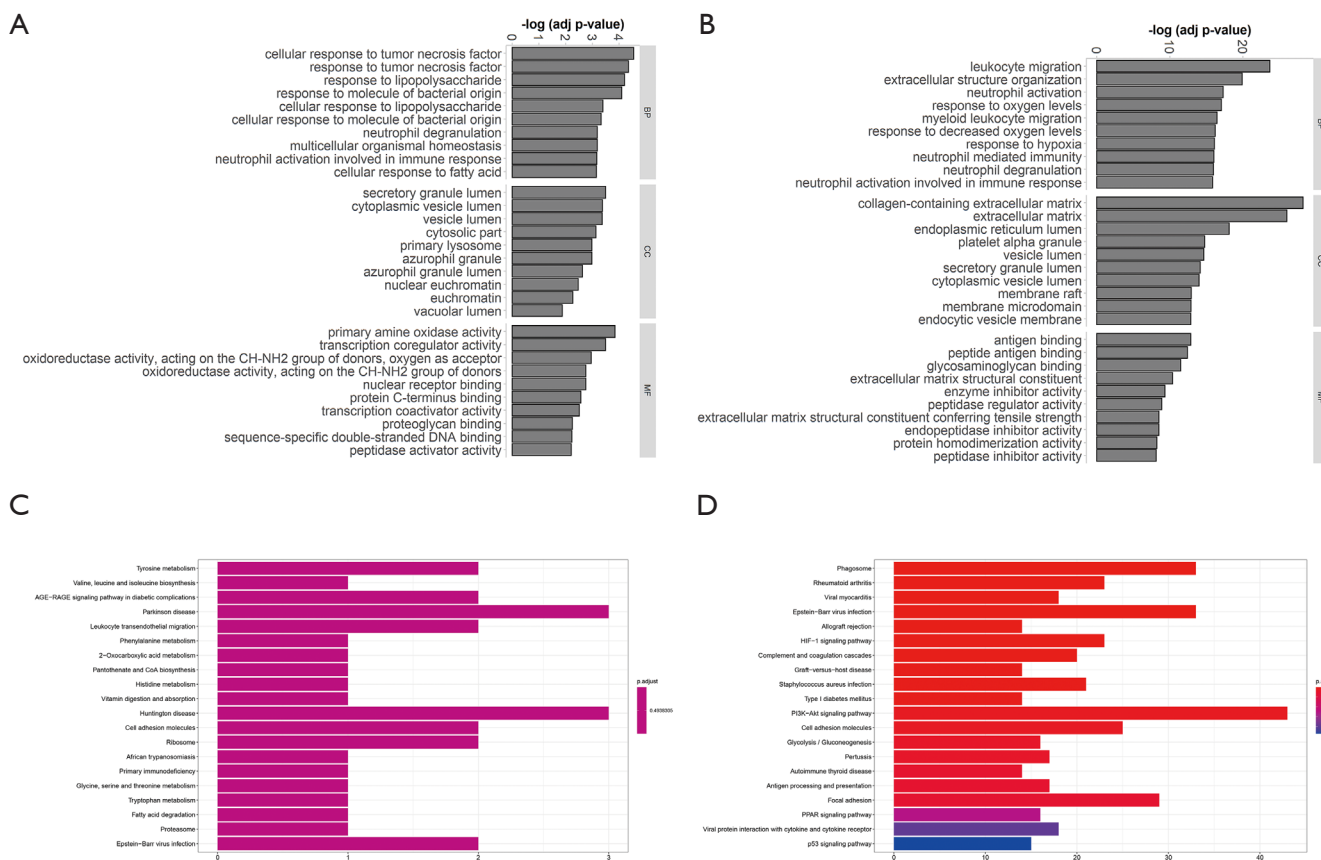 A
-log (adj p-value)
0 1 2 3 4
cellular response to tumor necrosis factor
response to tumor necrosis factor
response to lipopolysaccharide
response to molecule of bacterial origin
cellular response to lipopolysaccharide
cellular response to molecule of bacterial origin
neutrophil degranulation
multicellular organismal homeostasis
neutrophil activation involved in immune response
cellular response to fatty acid
BP
secretory granule lumen
cytoplasmic vesicle lumen
vesicle lumen
cytosolic part
primary lysosome
azurophil granule
azurophil granule lumen
nuclear euchromatin
euchromatin
vacuolar lumen
CC
primary amine oxidase activity
transcription coregulator activity
oxidoreductase activity, acting on the CH-NH2 group of donors, oxygen as acceptor
oxidoreductase activity, acting on the CH-NH2 group of donors
nuclear receptor binding
protein C-terminus binding
transcription coactivator activity
proteoglycan binding
sequence-specific double-stranded DNA binding
peptidase activator activity
MF
B
-log (adj p-value)
0 10 20
leukocyte migration
extracellular structure organization
neutrophil activation
response to oxygen levels
myeloid leukocyte migration
response to decreased oxygen levels
response to hypoxia
neutrophil mediated immunity
neutrophil degranulation
neutrophil activation involved in immune response
collagen-containing extracellular matrix
extracellular matrix
endoplasmic reticulum lumen
platelet alpha granule
vesicle lumen
secretory granule lumen
cytoplasmic vesicle lumen
membrane raft
membrane microdomain
endocytic vesicle membrane
antigen binding
peptide antigen binding
glycosaminoglycan binding
extracellular matrix structural constituent
enzyme inhibitor activity
peptidase regulator activity
extracellular matrix structural constituent conferring tensile strength
endopeptidase inhibitor activity
protein homodimerization activity
peptidase inhibitor activity
C
Tyrosine metabolism
Valine, leucine and isoleucine biosynthesis
AGE-RAGE signaling pathway in diabetic complications
Parkinson disease
Leukocyte transendothelial migration
Phenylalanine metabolism
2-Oxocarboxylic acid metabolism
Pantothenate and CoA biosynthesis
Histidine metabolism
Vitamin digestion and absorption
Huntington disease
Cell adhesion molecules
Ribosome
African trypanosomiasis
Primary immunodeficiency
Glycine, serine and threonine metabolism
Tryptophan metabolism
Fatty acid degradation
Proteasome
Epstein-Barr virus infection
0 1 2 3
p.adjust
D
Phagosome
Rheumatoid arthritis
Viral myocarditis
Epstein-Barr virus infection
Allograft rejection
HIF-1 signaling pathway
Complement and coagulation cascades
Graft-versus-host disease
Staphylococcus aureus infection
Type I diabetes mellitus
PI3K-Akt signaling pathway
Cell adhesion molecules
Glycolysis / Gluconeogenesis
Pertussis
Autoimmune thyroid disease
Antigen processing and presentation
Focal adhesion
PPAR signaling pathway
Viral protein interaction with cytokine and cytokine receptor
p53 signaling pathway
0 10 20 30 40